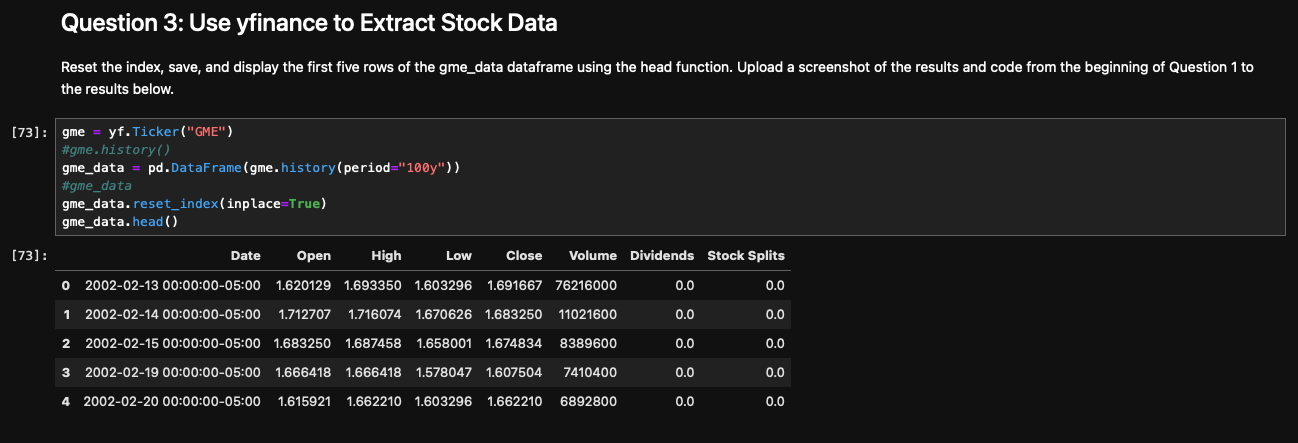 Question 3: Use yfinance to Extract Stock Data
Reset the index, save, and display the first five rows of the gme_data dataframe using the head function. Upload a screenshot of the results and code from the beginning of Question 1 to
the results below.
[73]: gme = yf.Ticker("GME")
#gme.history()
gme_data = pd.DataFrame(gme.history(period="100y"))
#gme_data
gme_data.reset_index(inplace=True)
gme_data.head()
[73]: Date Open High Low Close Volume Dividends Stock Splits
0 2002-02-13 00:00:00-05:00 1.620129 1.693350 1.603296 1.691667 76216000 0.0 0.0
1 2002-02-14 00:00:00-05:00 1.712707 1.716074 1.670626 1.683250 11021600 0.0 0.0
2 2002-02-15 00:00:00-05:00 1.683250 1.687458 1.658001 1.674834 8389600 0.0 0.0
3 2002-02-19 00:00:00-05:00 1.666418 1.666418 1.578047 1.607504 7410400 0.0 0.0
4 2002-02-20 00:00:00-05:00 1.615921 1.662210 1.603296 1.662210 6892800 0.0 0.0